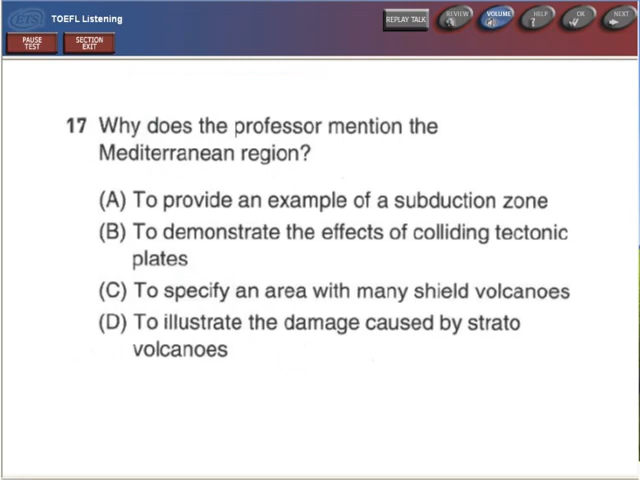 ETS TOEFL Listening
PAUSE TEST
SECTION EXIT
REPLAY TALK
REVIEW
VOLUME
HELP
OK
NEXT
17 Why does the professor mention the
Mediterranean region?
(A) To provide an example of a subduction zone
(B) To demonstrate the effects of colliding tectonic
plates
(C) To specify an area with many shield volcanoes
(D) To illustrate the damage caused by strato
volcanoes